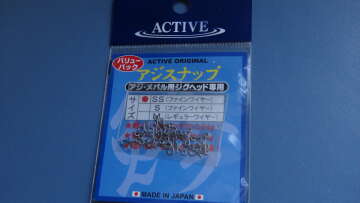 ACTIVE
バリュー
パック
ACTIVE ORIGINAL
アジスナップ
アジ・メバル用ジグヘッド専用
サイズ
SS(ファインワイヤー)
S(ファインワイヤー)
(レギュラーワイヤー)
MADE IN JAPAN